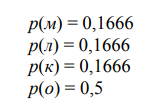 p(м) = 0,1666
p(л) = 0,1666
p(к) = 0,1666
p(о) = 0,5